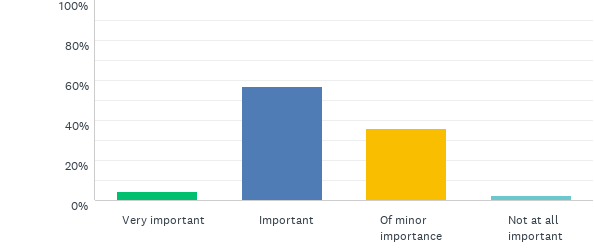 100%
80%
60%
40%
20%
0%
Very important
Important
Of minor
importance
Not at all
important